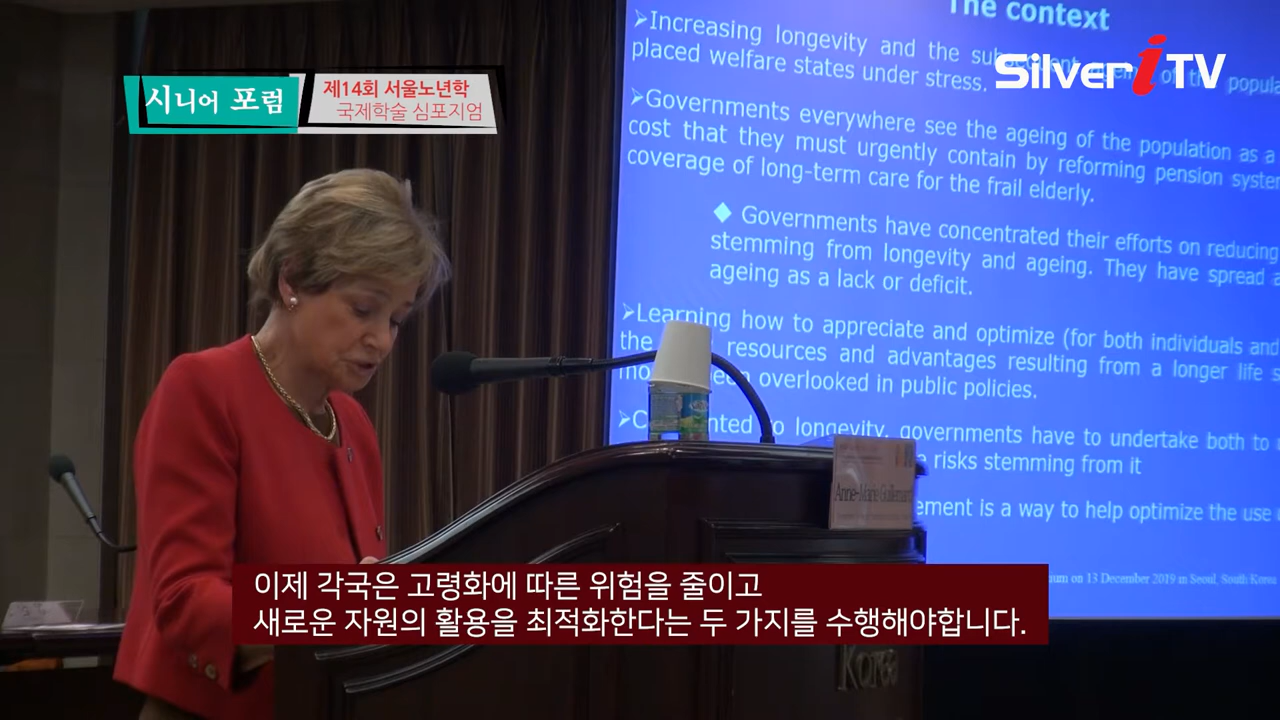 The context
SilveriTV
시니어 포럼
제14회 서울노년학
국제학술 심포지엄
➢Increasing longevity and the of the
placed welfare states under stress.
➢Governments everywhere see the ageing of the population as a
cost that they must urgently contain by reforming pension
coverage of long-term care for the frail elderly.
◆ Governments have concentrated their efforts on reducing
stemming from longevity and ageing. They have spread
ageing as a lack or deficit.
➢Learning how to appreciate and optimize (for both individuals and
the resources and advantages resulting from a longer life
overlooked in public policies.
➢ to longevity, governments have to undertake both to
risks stemming from it
is a way to help optimize the use
on 13 December 2019 in Seoul, South Korea
Anne-Marie Guillemard
이제 각국은 고령화에 따른 위험을 줄이고
새로운 자원의 활용을 최적화한다는 두 가지를 수행해야합니다.
Korea